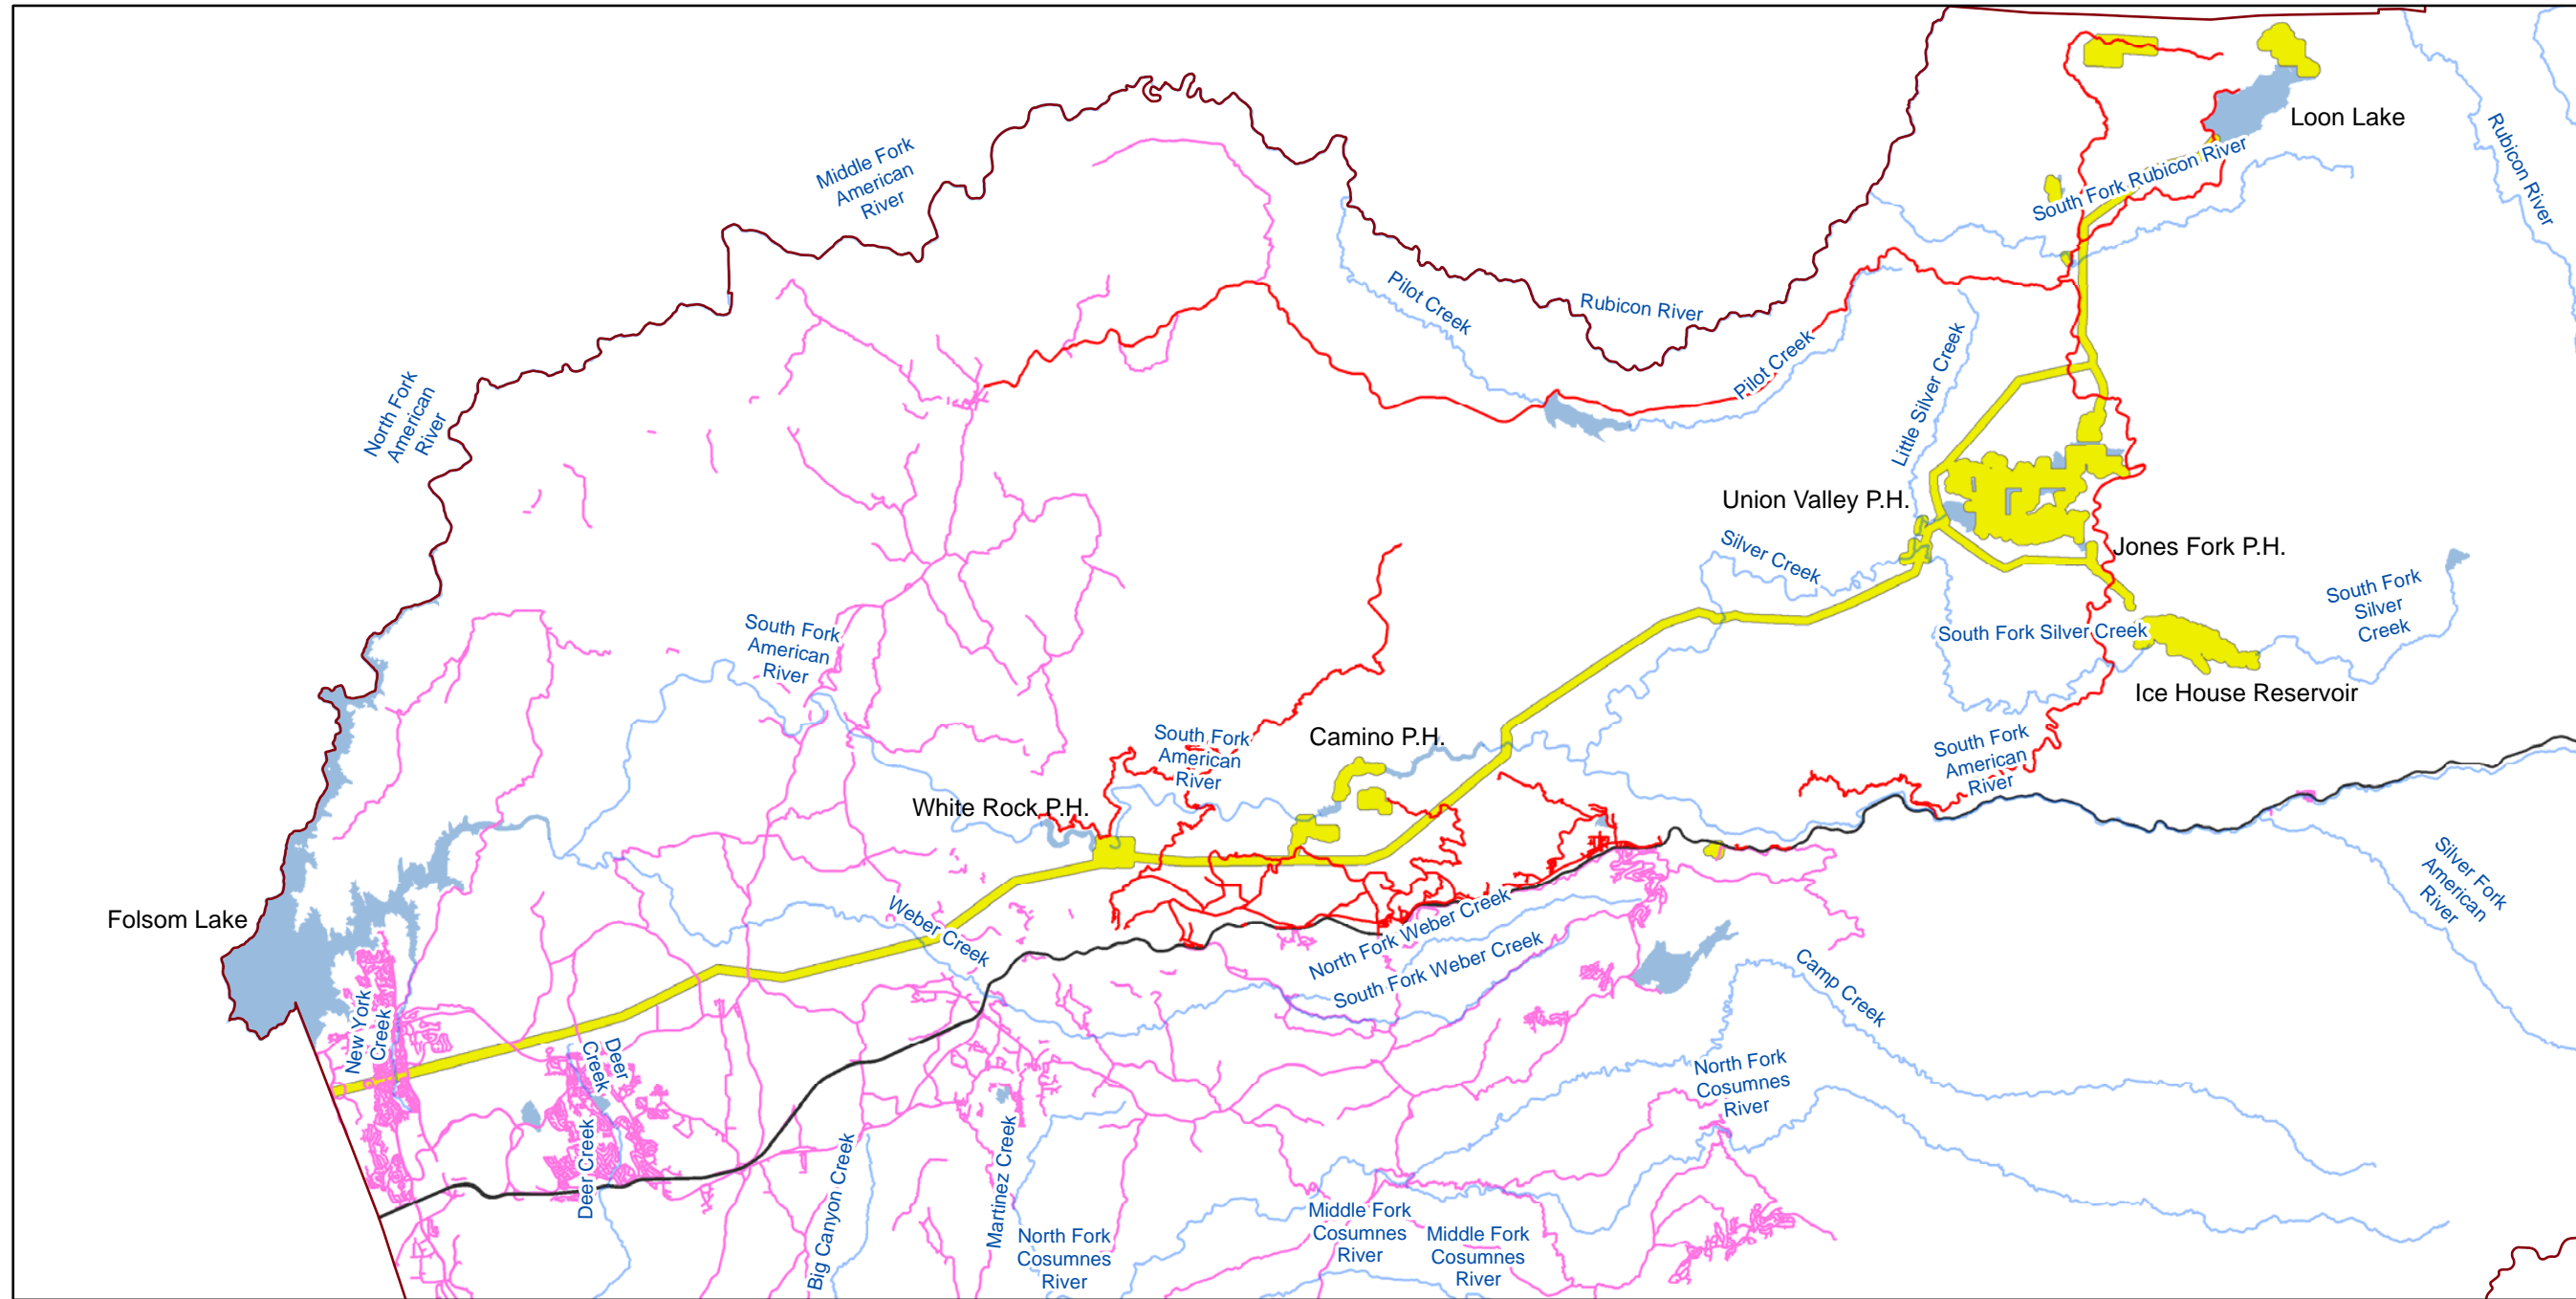 Loon Lake
Rubicon River
Middle Fork
American
River
South Fork Rubicon River
Pilot Creek
Rubicon River
Pilot Creek
Little Silver Creek
North Fork
American
River
Union Valley P.H.
Jones Fork P.H.
Silver Creek
South Fork
Silver
Creek
South Fork Silver Creek
South Fork
American
River
Ice House Reservoir
South Fork
American
River
Camino P.H.
South Fork
American
River
White Rock P.H.
Silver Fork
American
River
Folsom Lake
Weber Creek
North Fork Weber Creek
South Fork Weber Creek
Camp Creek
New York
Creek
Deer
Creek
North Fork
Cosumnes
River
Deer Creek
Big Canyon Creek
Martinez Creek
North Fork
Cosumnes
River
Middle Fork
Cosumnes
River
Middle Fork
Cosumnes
River